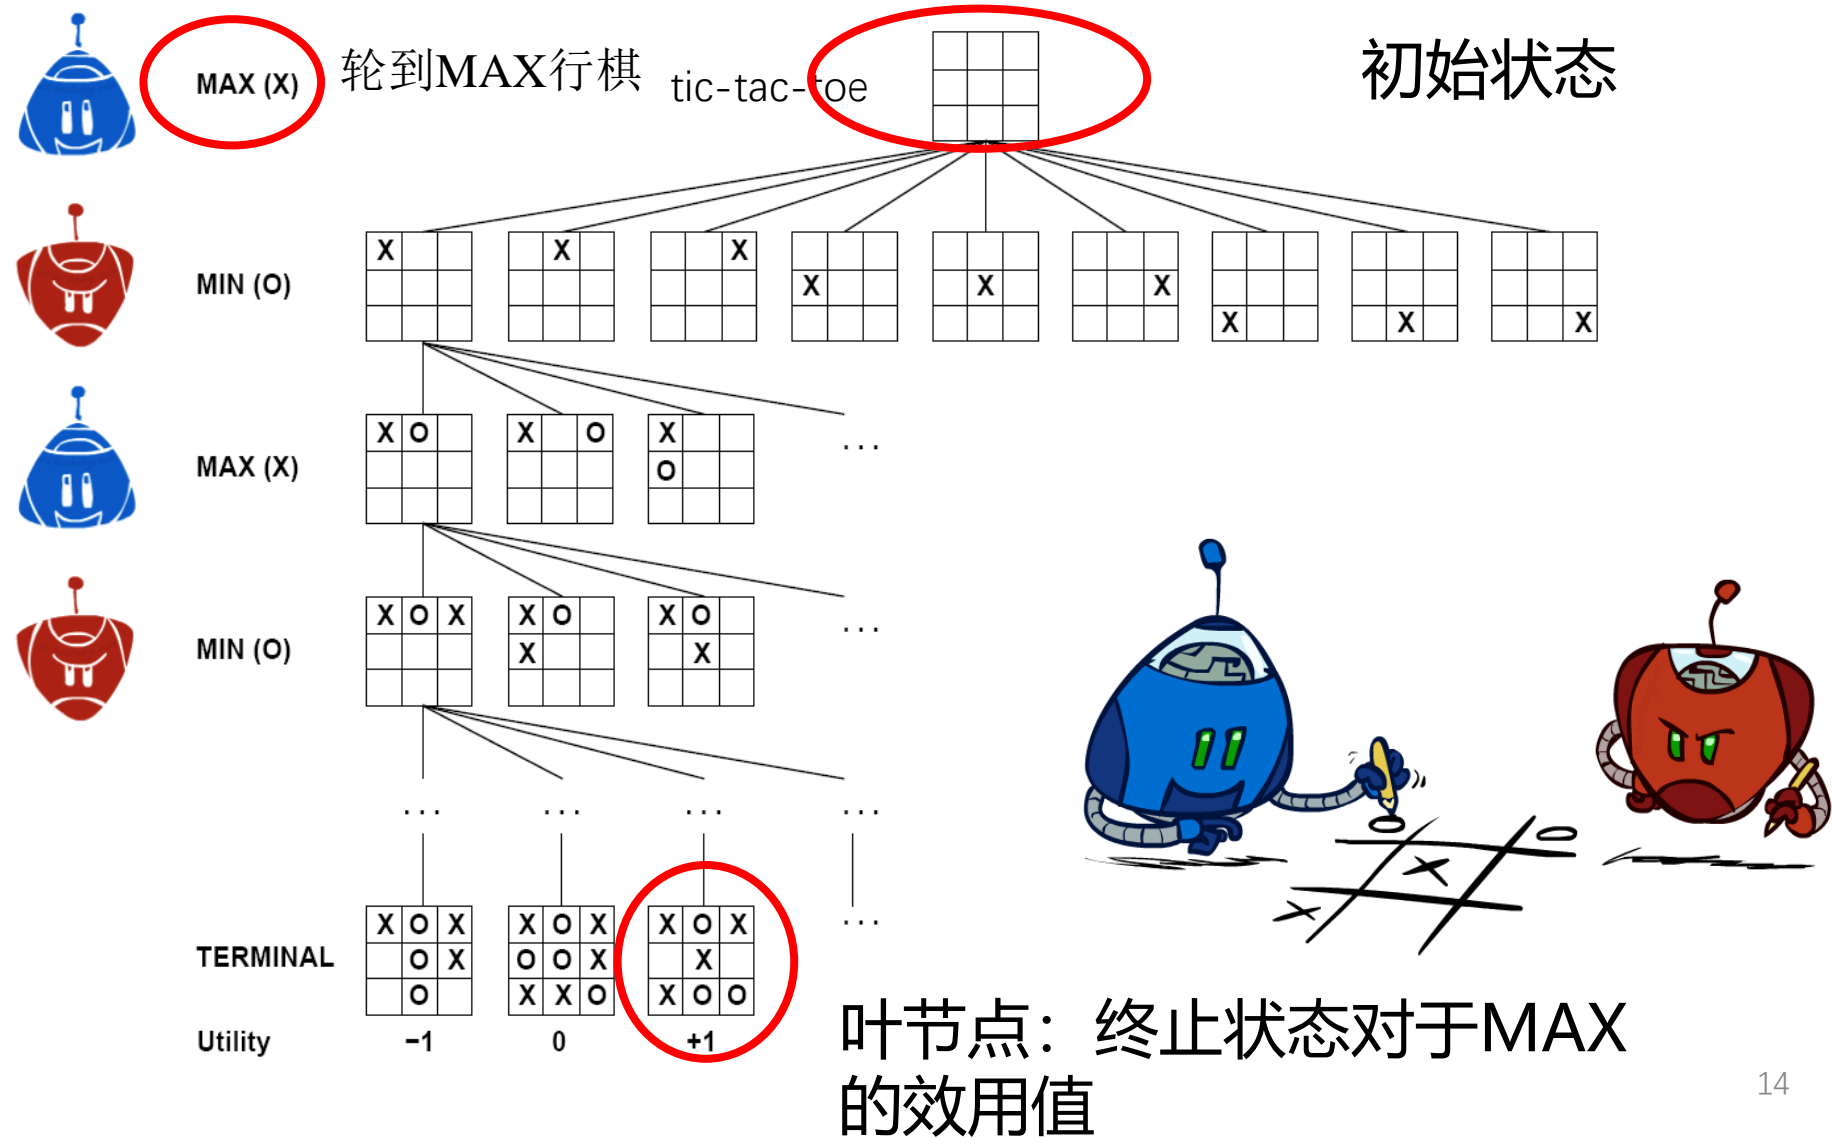 MAX (X) 轮到MAX行棋 tic-tac-toe 初始状态
MIN (O) X X X X X X X X X
MAX (X) X O X O X O ...
MIN (O) X O X X O X X O X ...
... ... ... ...
TERMINAL X O X O X O X O X O O X X X O X O X X X O O ...
Utility −1 0 +1
叶节点：终止状态对于MAX
的效用值
14